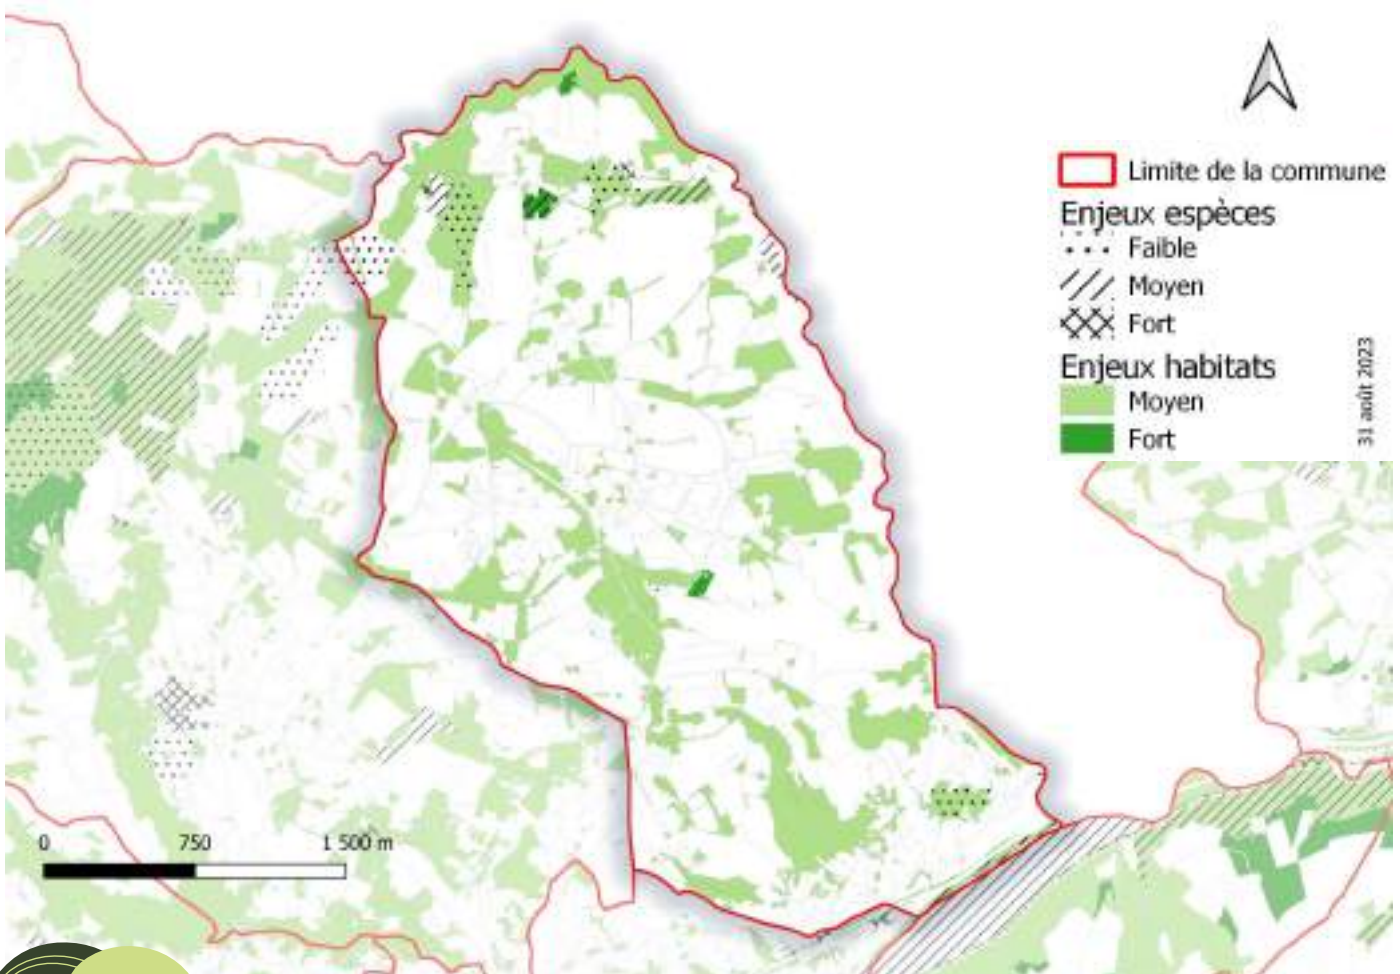 Limite de la commune
Enjeux espèces
Faible
Moyen
Fort
Enjeux habitats
Moyen
Fort
31 août 2023
0 750 1 500 m